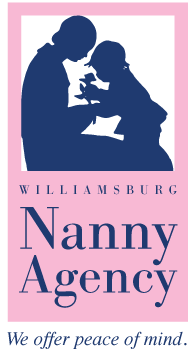 WILLIAMSBURG
Nanny
Agency
We offer peace of mind.